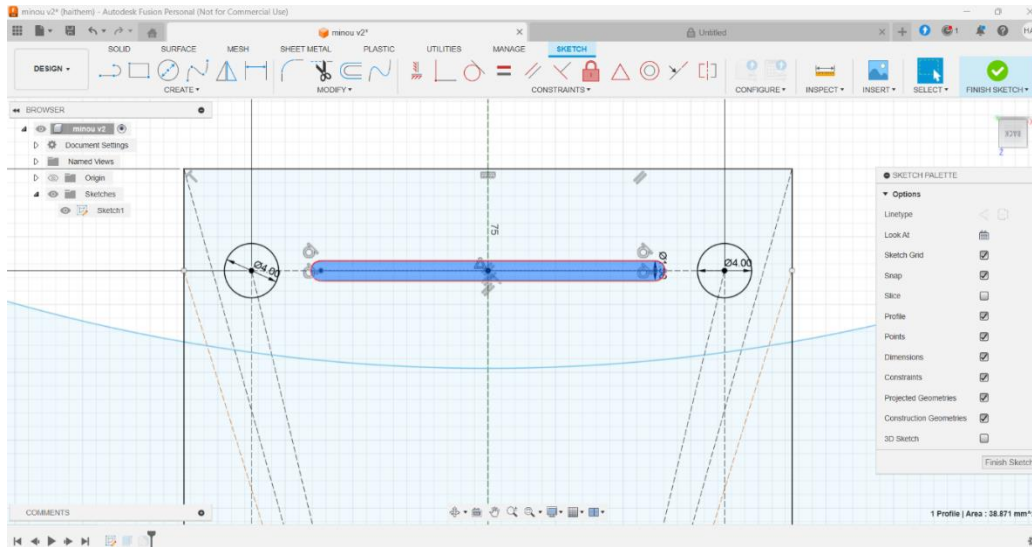 minou v2* (haithem) - Autodesk Fusion Personal (Not for Commercial Use)
minou v2*
Untitled
HA
SOLID SURFACE MESH SHEET METAL PLASTIC UTILITIES MANAGE SKETCH
DESIGN
CREATE MODIFY CONSTRAINTS CONFIGURE INSPECT INSERT SELECT FINISH SKETCH
BROWSER
minou v2
Document Settings
Named Views
Origin
Sketches
Sketch1
BACK
Z
75
Ø4.00
Ø4.00
SKETCH PALETTE
Options
Linetype
Look At
Sketch Grid
Snap
Slice
Profile
Points
Dimensions
Constraints
Projected Geometries
Construction Geometries
3D Sketch
Finish Sketch
COMMENTS
1 Profile | Area : 38.871 mm^